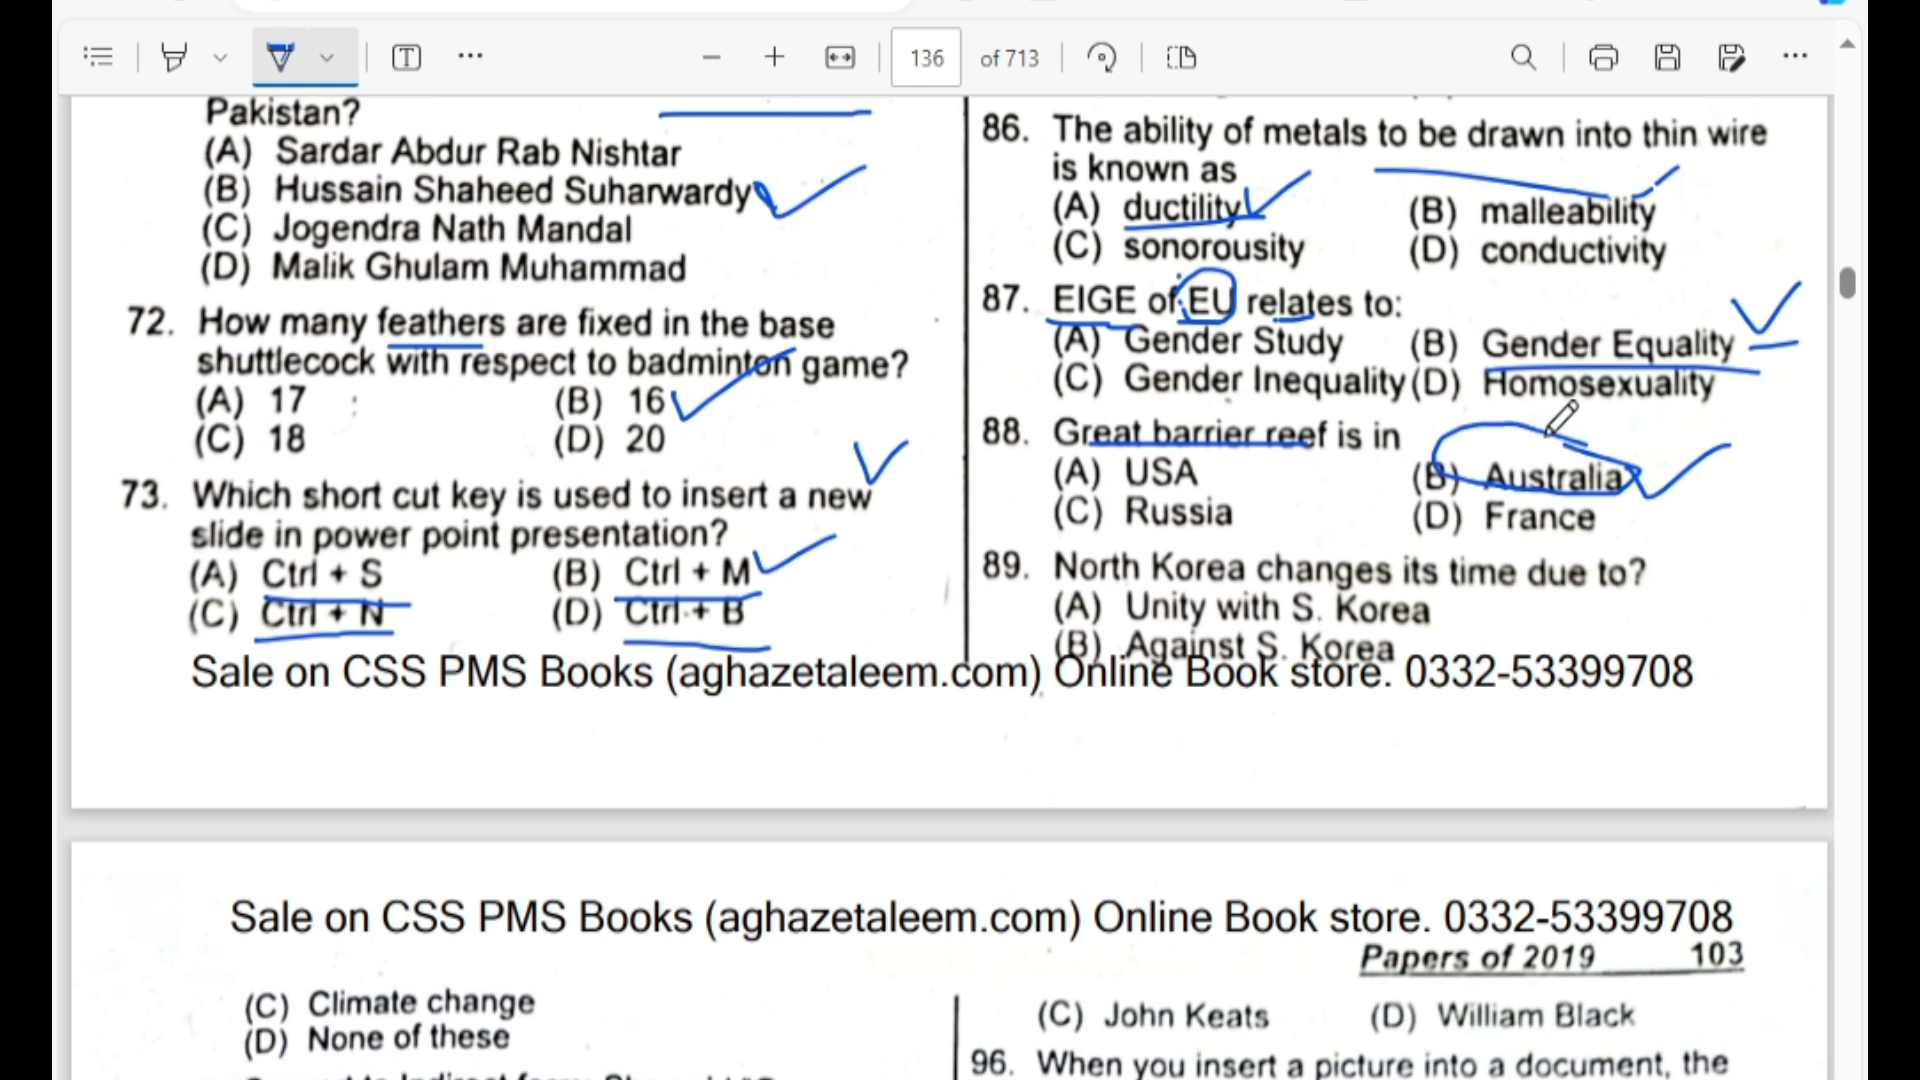 136 of 713
Pakistan?
(A) Sardar Abdur Rab Nishtar
(B) Hussain Shaheed Suharwardy
(C) Jogendra Nath Mandal
(D) Malik Ghulam Muhammad
72. How many feathers are fixed in the base
shuttlecock with respect to badminton game?
(A) 17 (B) 16
(C) 18 (D) 20
73. Which short cut key is used to insert a new
slide in power point presentation?
(A) Ctrl + S (B) Ctrl + M
(C) Ctrl + N (D) Ctrl + B
86. The ability of metals to be drawn into thin wire
is known as
(A) ductility (B) malleability
(C) sonorousity (D) conductivity
87. EIGE of EU relates to:
(A) Gender Study (B) Gender Equality
(C) Gender Inequality (D) Homosexuality
88. Great barrier reef is in
(A) USA (B) Australia
(C) Russia (D) France
89. North Korea changes its time due to?
(A) Unity with S. Korea
(B) Against S. Korea
Sale on CSS PMS Books (aghazetaleem.com) Online Book store. 0332-53399708
Sale on CSS PMS Books (aghazetaleem.com) Online Book store. 0332-53399708
Papers of 2019 103
(C) Climate change
(D) None of these
(C) John Keats (D) William Black
96. When you insert a picture into a document, the